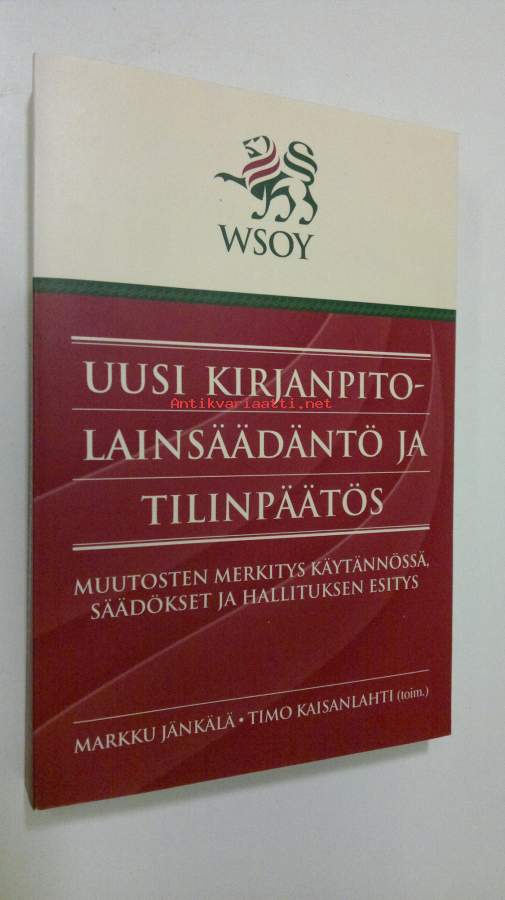 WSOY
UUSI KIRJANPITO-
Antikvariaatti.net
LAINSÄÄDÄNTÖ JA
TILINPÄÄTÖS
MUUTOSTEN MERKITYS KÄYTÄNNÖSSÄ,
SÄÄDÖKSET JA HALLITUKSEN ESITYS
MARKKU JÄNKÄLÄ • TIMO KAISANLAHTI (toim.)